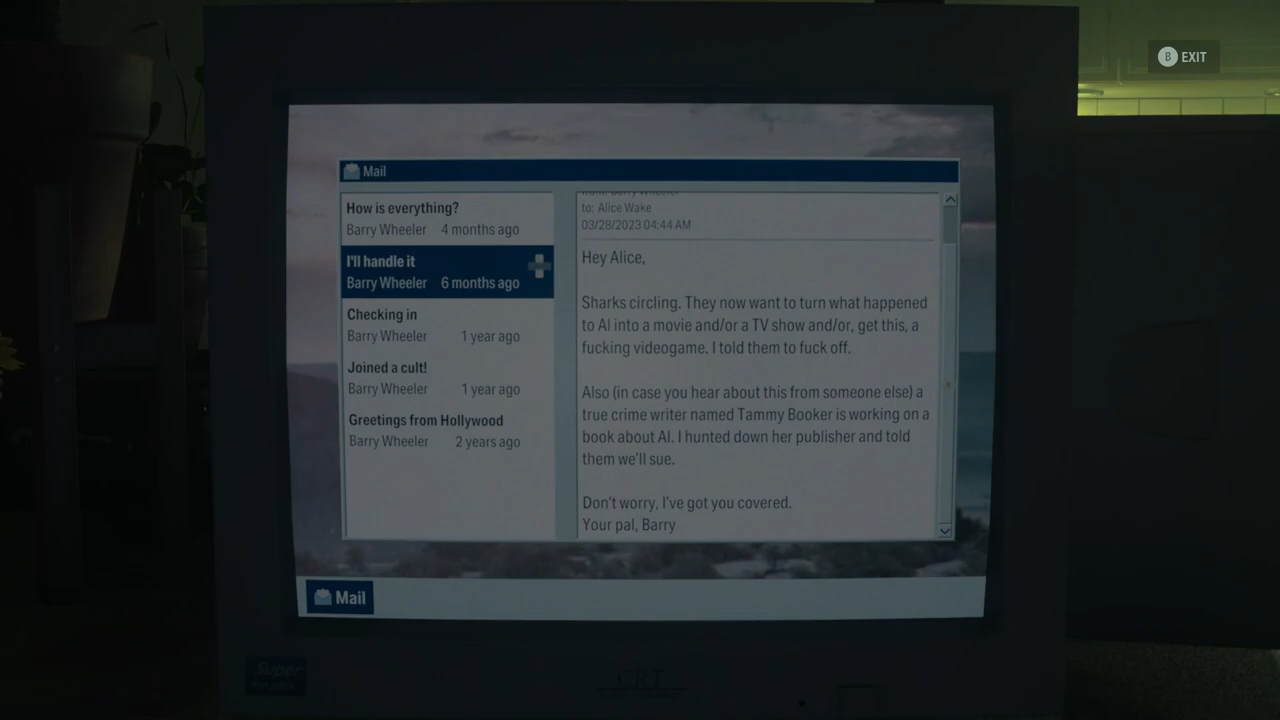 B EXIT
Mail
How is everything?
Barry Wheeler 4 months ago
I'll handle it
Barry Wheeler 6 months ago
Checking in
Barry Wheeler 1 year ago
Joined a cult!
Barry Wheeler 1 year ago
Greetings from Hollywood
Barry Wheeler 2 years ago
from: Barry Wheeler
to: Alice Wake
03/28/2023 04:44 AM
Hey Alice,
Sharks circling. They now want to turn what happened
to Al into a movie and/or a TV show and/or, get this, a
fucking videogame. I told them to fuck off.
Also (in case you hear about this from someone else) a
true crime writer named Tammy Booker is working on a
book about Al. I hunted down her publisher and told
them we'll sue.
Don't worry, I've got you covered.
Your pal, Barry
Mail
Super
CRT